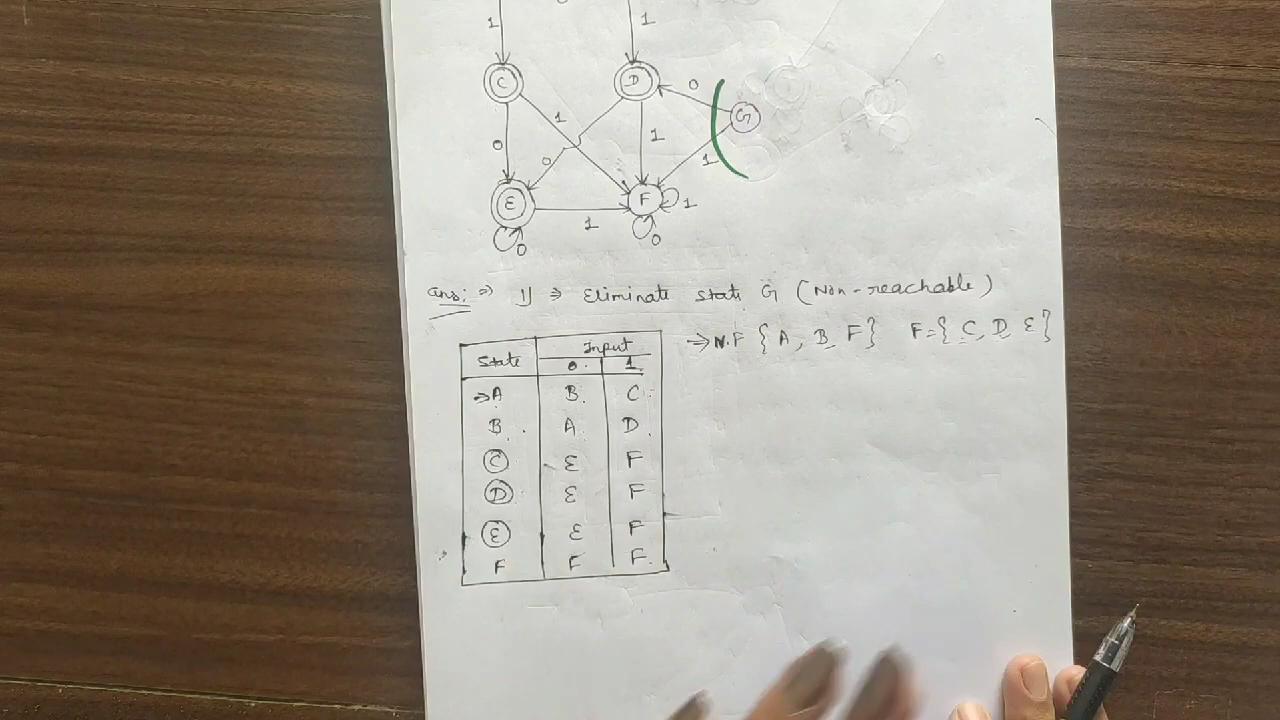 1 1
C D 0 G
1
0 0 1 1
E F 1
1
0 0
ans: ⇒ 1) ⇒ Eliminate state G (Non-reachable)
→ N.F {A, B, F} F={C, D, E}
State Input
0 1
→A B C
B A D
C E F
D E F
E E F
F F F